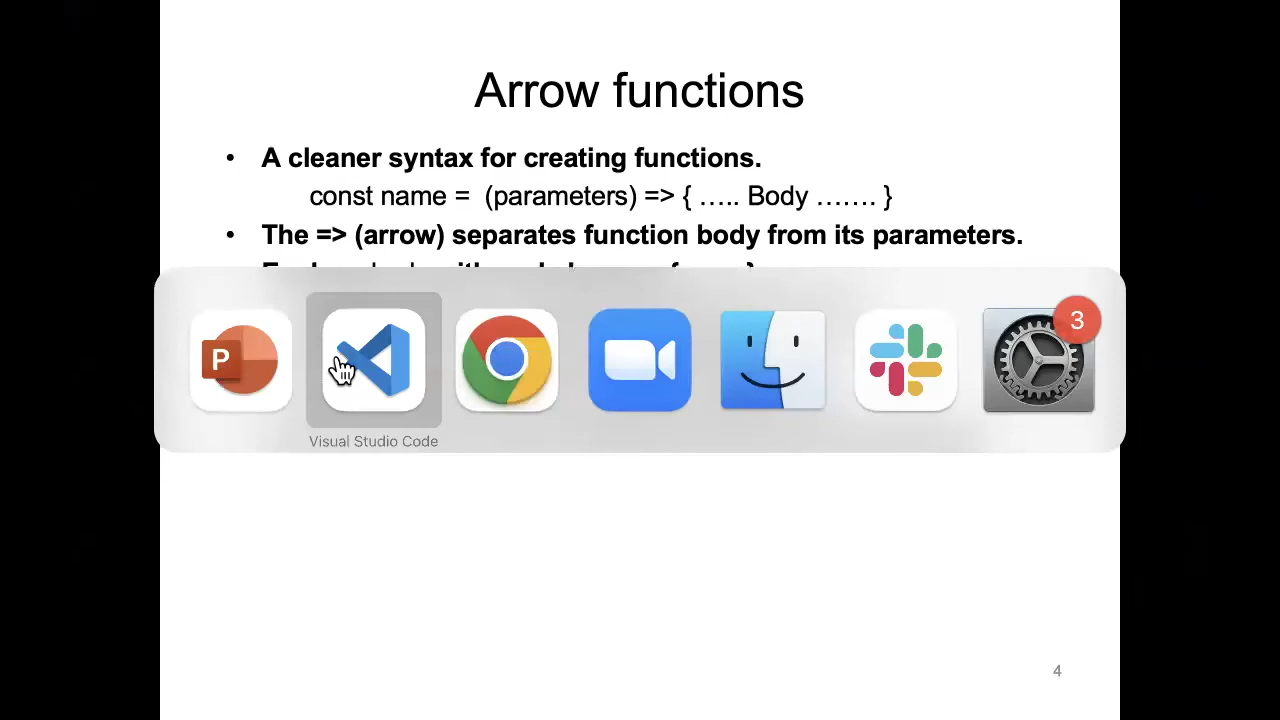 Arrow functions
• A cleaner syntax for creating functions.
const name = (parameters) => { ….. Body ……. }
• The => (arrow) separates function body from its parameters.
P
3
Visual Studio Code
4